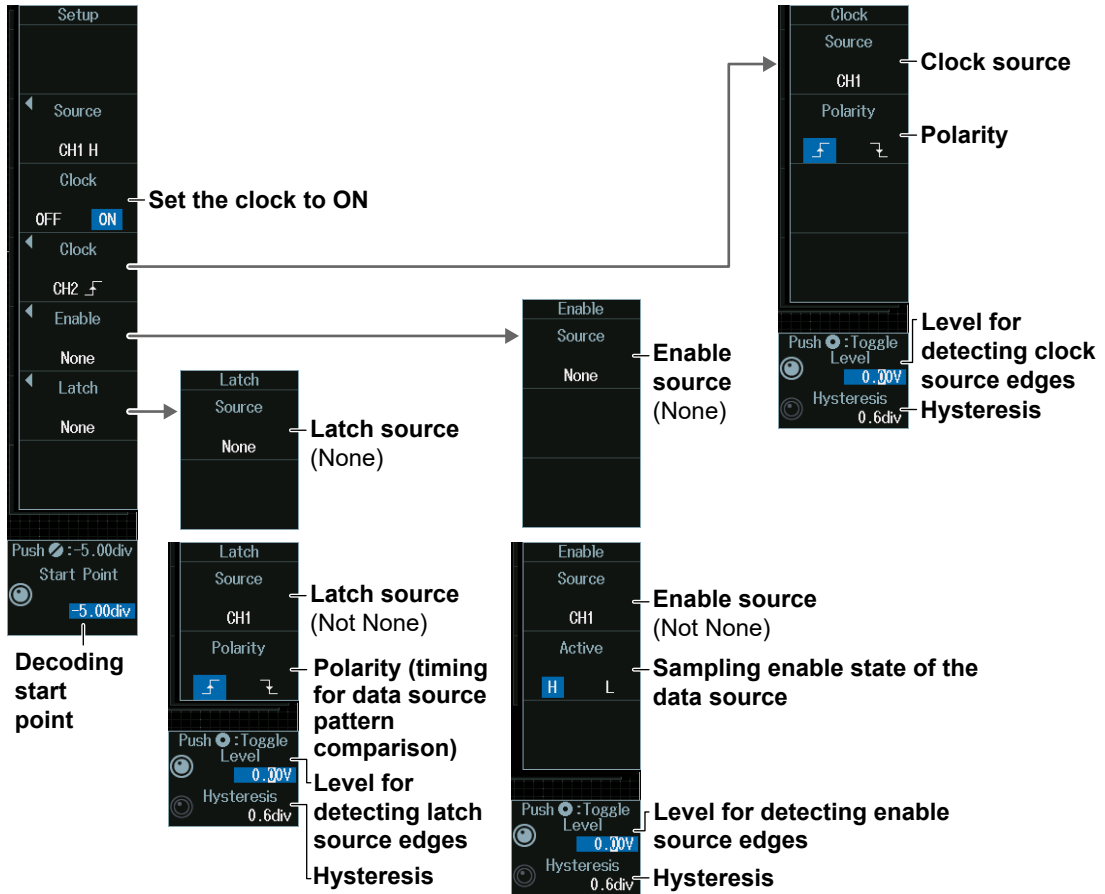 Setup
Source
CH1 H
Clock
OFF ON
Clock
CH2
Enable
None
Latch
None
Push :-5.00div
Start Point
-5.00div
Decoding
start
point
Set the clock to ON
Latch
Source
None
Latch source
(None)
Latch
Source
CH1
Polarity
Push :Toggle
Level
0.00V
Hysteresis
0.6div
Latch source
(Not None)
Polarity (timing
for data source
pattern
comparison)
Level for
detecting latch
source edges
Hysteresis
Enable
Source
None
Enable
source
(None)
Enable
Source
CH1
Active
H L
Push :Toggle
Level
0.00V
Hysteresis
0.6div
Enable source
(Not None)
Sampling enable state of the
data source
Level for detecting enable
source edges
Hysteresis
Clock
Source
CH1
Polarity
Push :Toggle
Level
0.00V
Hysteresis
0.6div
Clock source
Polarity
Level for
detecting clock
source edges
Hysteresis